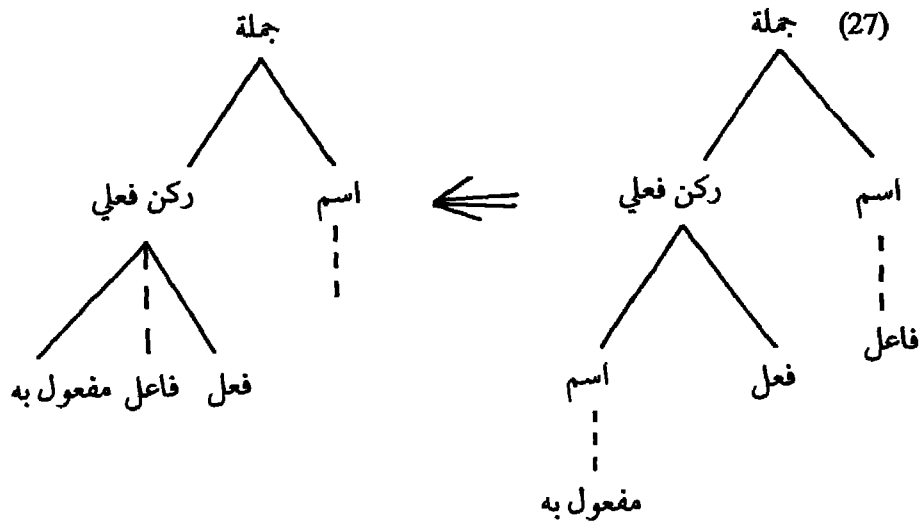 (27) جملة جملة
اسم ركن فعلي اسم ركن فعلي
فاعل
فعل اسم فعل فاعل مفعول به
مفعول به